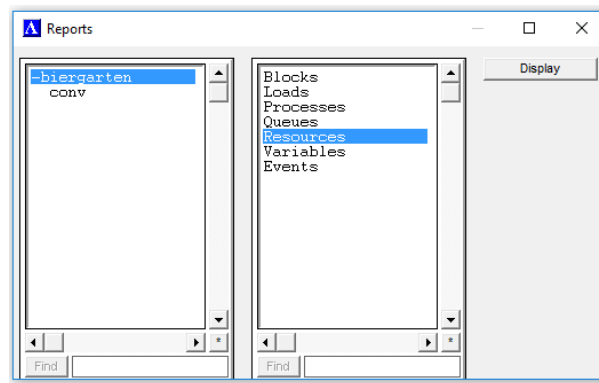 A Reports
-biergarten
conv
Blocks
Loads
Processes
Queues
Resources
Variables
Events
Display
*
*
Find
Find